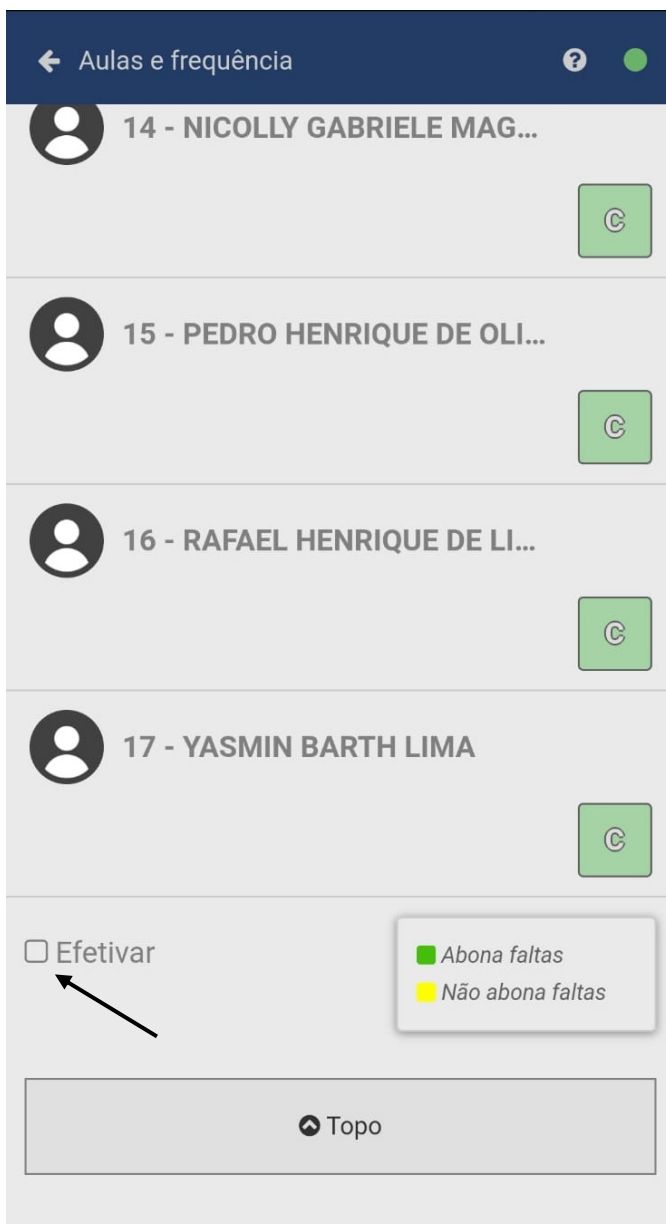 Aulas e frequência
14 - NICOLLY GABRIELE MAG...
C
15 - PEDRO HENRIQUE DE OLI...
C
16 - RAFAEL HENRIQUE DE LI...
C
17 - YASMIN BARTH LIMA
C
Efetivar
Abona faltas
Não abona faltas
Topo